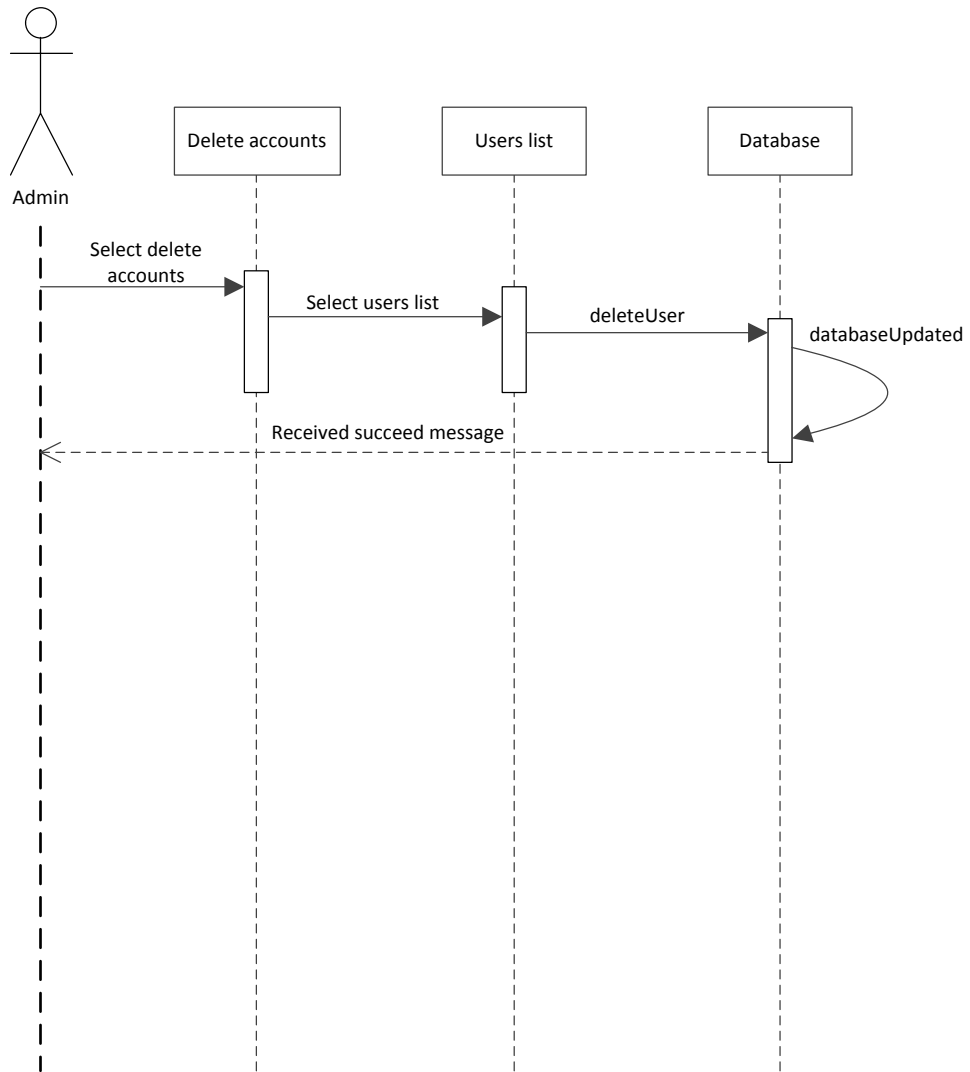 Delete accounts
Users list
Database
Admin
Select delete
accounts
Select users list
deleteUser
databaseUpdated
Received succeed message